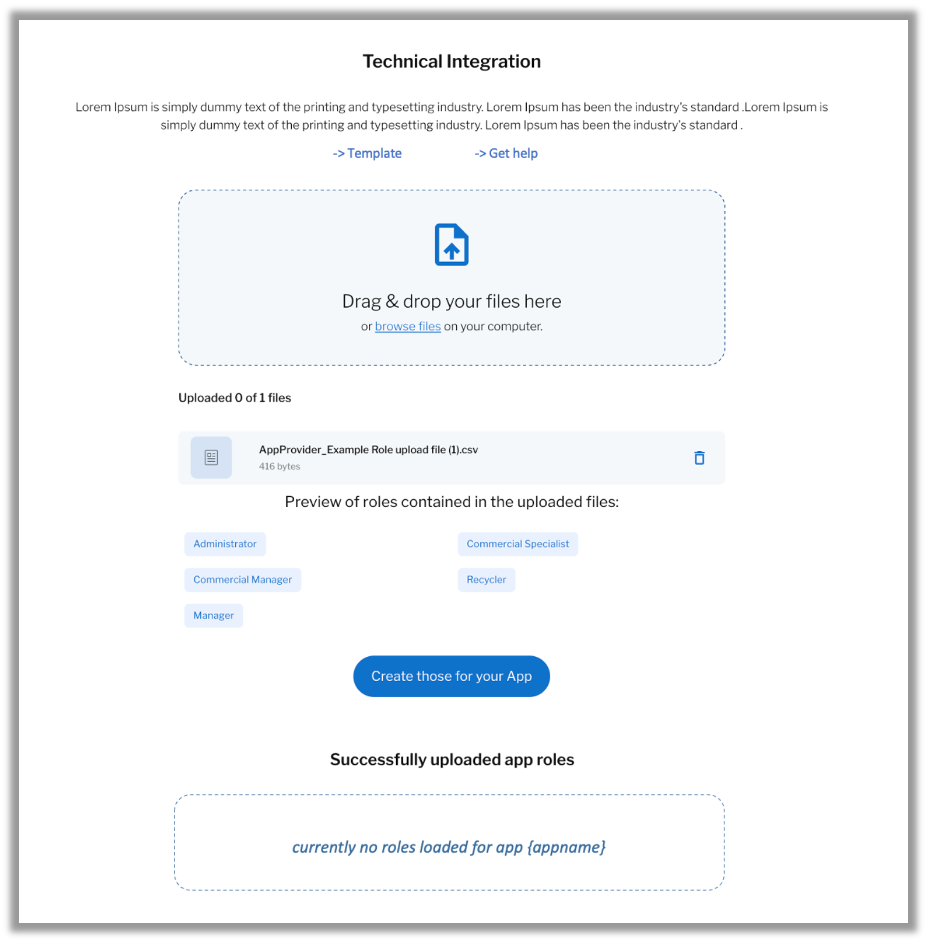 Technical Integration
Lorem Ipsum is simply dummy text of the printing and typesetting industry. Lorem Ipsum has been the industry's standard .Lorem Ipsum is
simply dummy text of the printing and typesetting industry. Lorem Ipsum has been the industry's standard .
-> Template -> Get help
Drag & drop your files here
or browse files on your computer.
Uploaded 0 of 1 files
AppProvider_Example Role upload file (1).csv
416 bytes
Preview of roles contained in the uploaded files:
Administrator Commercial Specialist
Commercial Manager Recycler
Manager
Create those for your App
Successfully uploaded app roles
currently no roles loaded for app {appname}